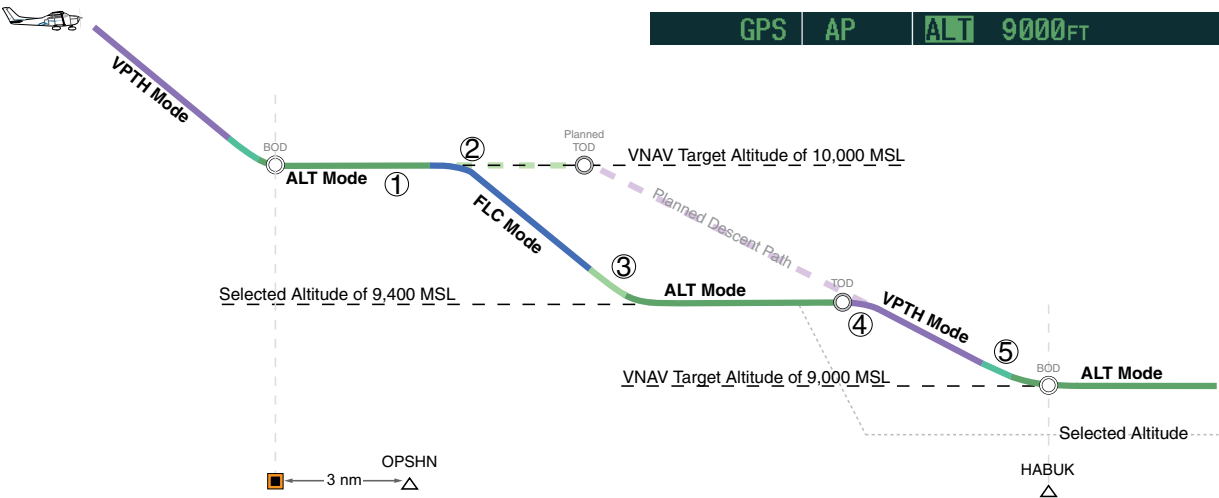 GPS AP ALT 9000FT
VPTH Mode
BOD
ALT Mode
①
②
Planned
TOD
VNAV Target Altitude of 10,000 MSL
FLC Mode
Planned Descent Path
③
Selected Altitude of 9,400 MSL
ALT Mode
TOD
④
VPTH Mode
⑤
VNAV Target Altitude of 9,000 MSL
BOD
ALT Mode
Selected Altitude
3 nm
OPSHN
HABUK